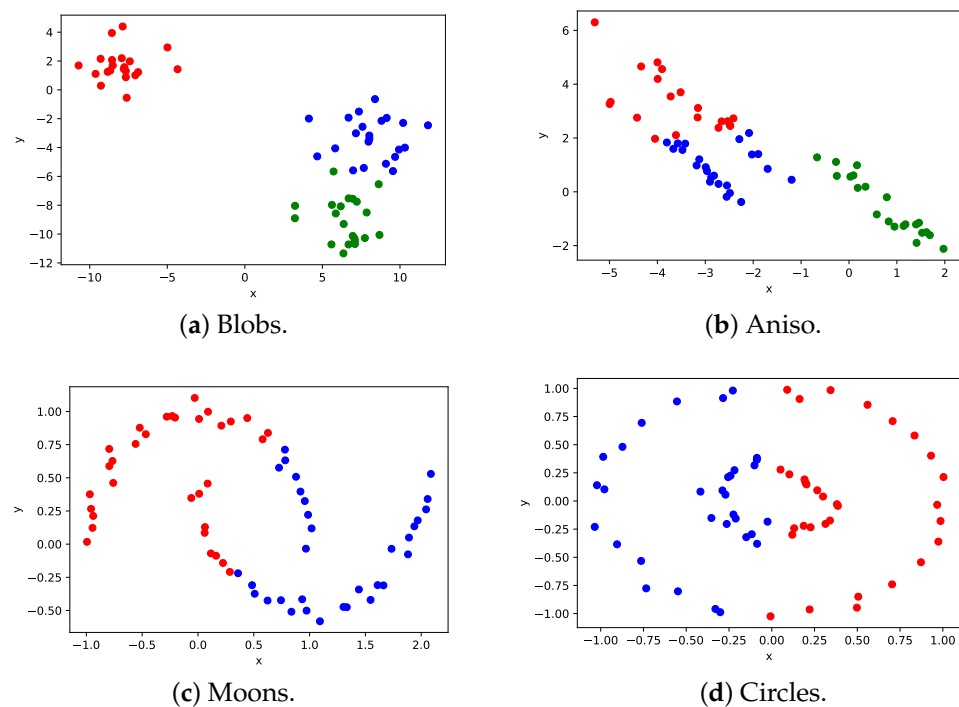 4
2
0
−2
−4
−6
−8
−10
−12
y
−10 −5 0 5 10
x
(a) Blobs.
6
4
2
0
−2
y
−5 −4 −3 −2 −1 0 1 2
x
(b) Aniso.
1.00
0.75
0.50
0.25
0.00
−0.25
−0.50
y
−1.0 −0.5 0.0 0.5 1.0 1.5 2.0
x
(c) Moons.
1.00
0.75
0.50
0.25
0.00
−0.25
−0.50
−0.75
−1.00
y
−1.00 −0.75 −0.50 −0.25 0.00 0.25 0.50 0.75 1.00
x
(d) Circles.